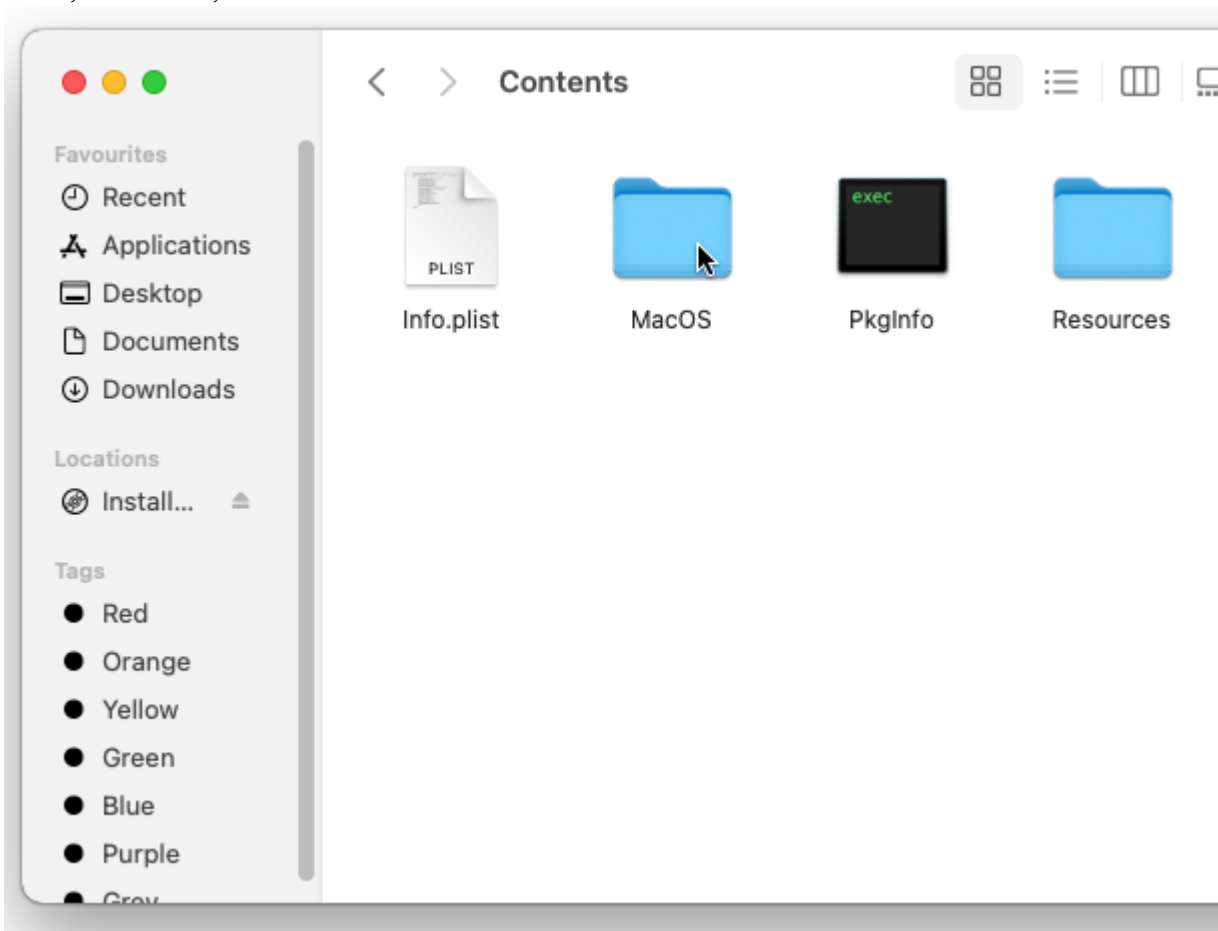 Contents
Favourites
Recent
Applications
Desktop
Documents
Downloads
Locations
Install...
Tags
Red
Orange
Yellow
Green
Blue
Purple
Grey
PLIST
exec
Info.plist
MacOS
PkgInfo
Resources